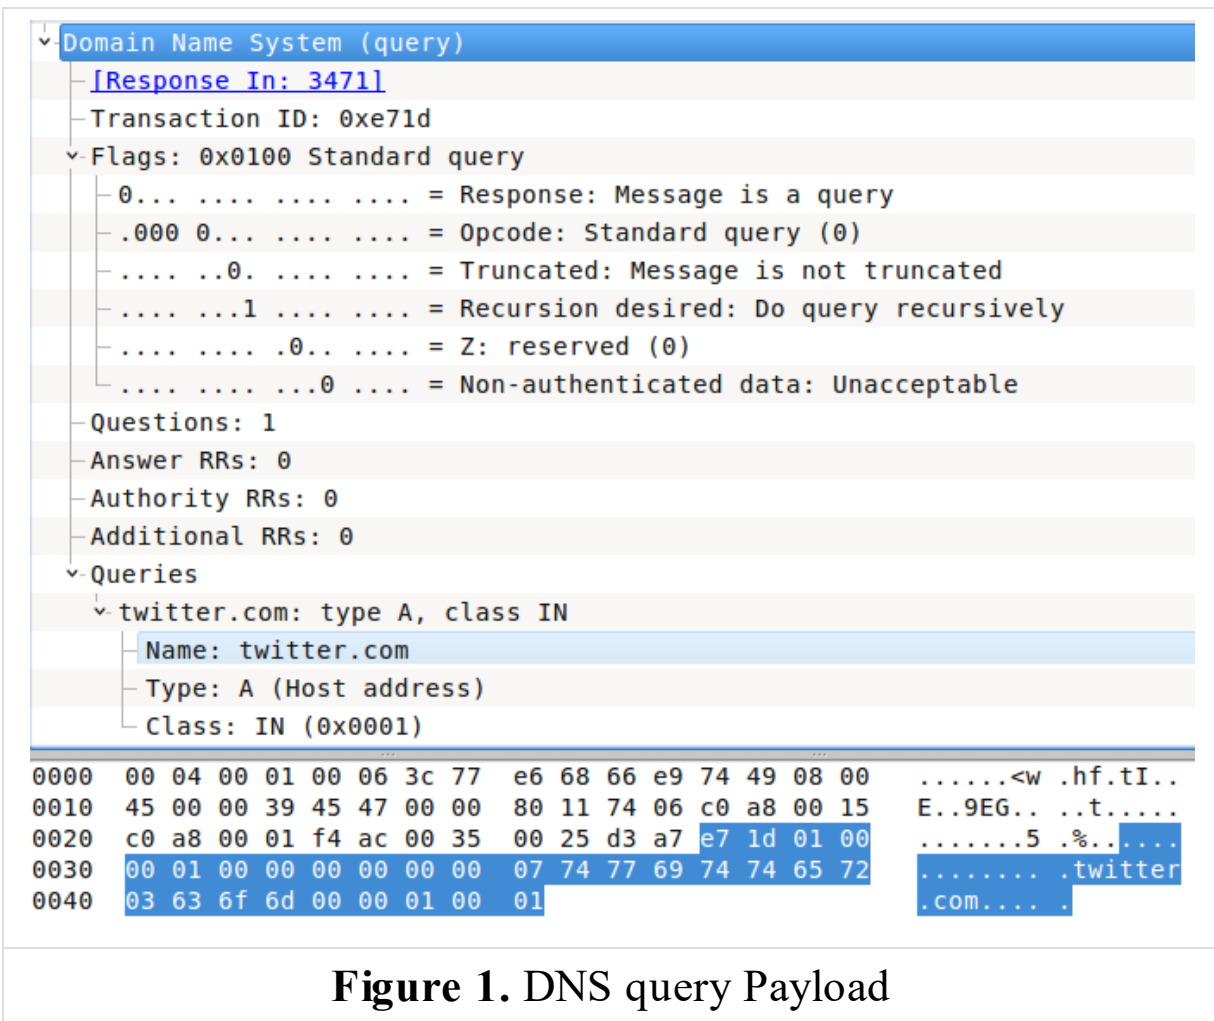 Domain Name System (query)
[Response In: 3471]
Transaction ID: 0xe71d
Flags: 0x0100 Standard query
0... .... .... .... = Response: Message is a query
.000 0... .... .... = Opcode: Standard query (0)
.... ..0. .... .... = Truncated: Message is not truncated
.... ...1 .... .... = Recursion desired: Do query recursively
.... .... .0.. .... = Z: reserved (0)
.... .... ...0 .... = Non-authenticated data: Unacceptable
Questions: 1
Answer RRs: 0
Authority RRs: 0
Additional RRs: 0
Queries
twitter.com: type A, class IN
Name: twitter.com
Type: A (Host address)
Class: IN (0x0001)
0000 00 04 00 01 00 06 3c 77 e6 68 66 e9 74 49 08 00 ......<w .hf.tI..
0010 45 00 00 39 45 47 00 00 80 11 74 06 c0 a8 00 15 E..9EG.. ..t.....
0020 c0 a8 00 01 f4 ac 00 35 00 25 d3 a7 e7 1d 01 00 .......5 .%......
0030 00 01 00 00 00 00 00 00 07 74 77 69 74 74 65 72 ........ .twitter
0040 03 63 6f 6d 00 00 01 00 01 .com.... .
Figure 1. DNS query Payload